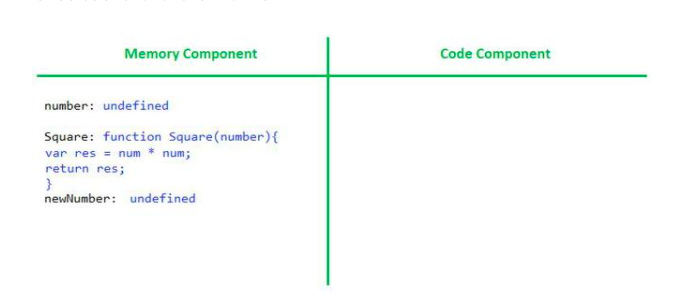 Memory Component
Code Component
number: undefined
Square: function Square(number){
var res = num * num;
return res;
}
newNumber: undefined